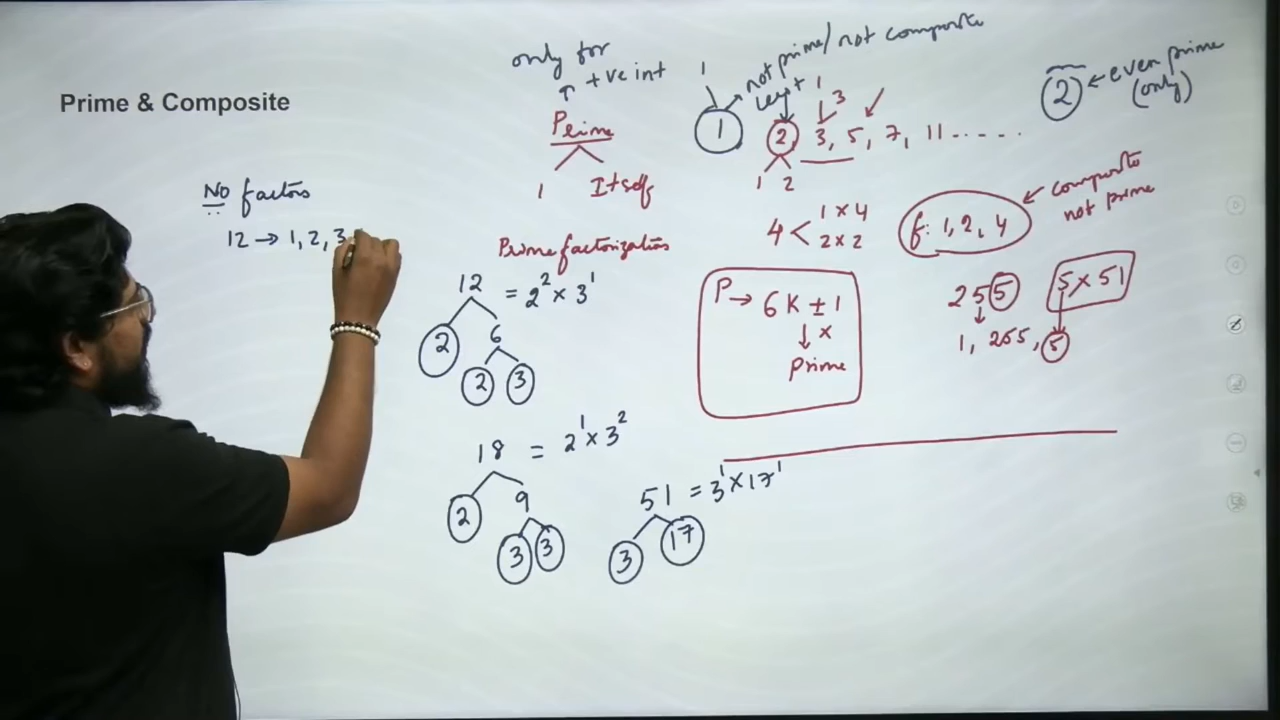 Prime & Composite
No factors
12 → 1, 2, 3
only for
+ve int
↑
Prime
1 Itself
Prime factorization
12 = 2² × 3¹
2 6
2 3
18 = 2¹ × 3²
2 9
3 3
51 = 3¹ × 17¹
3 17
1
1
not prime/not composite
least
1
3
2, 3, 5, 7, 11......
1 2
2 ← even prime
(only)
4 < 1 × 4
2 × 2
f: 1, 2, 4
← composite
not prime
P → 6K ± 1
↓ ×
prime
255
5 × 51
1, 255, 5